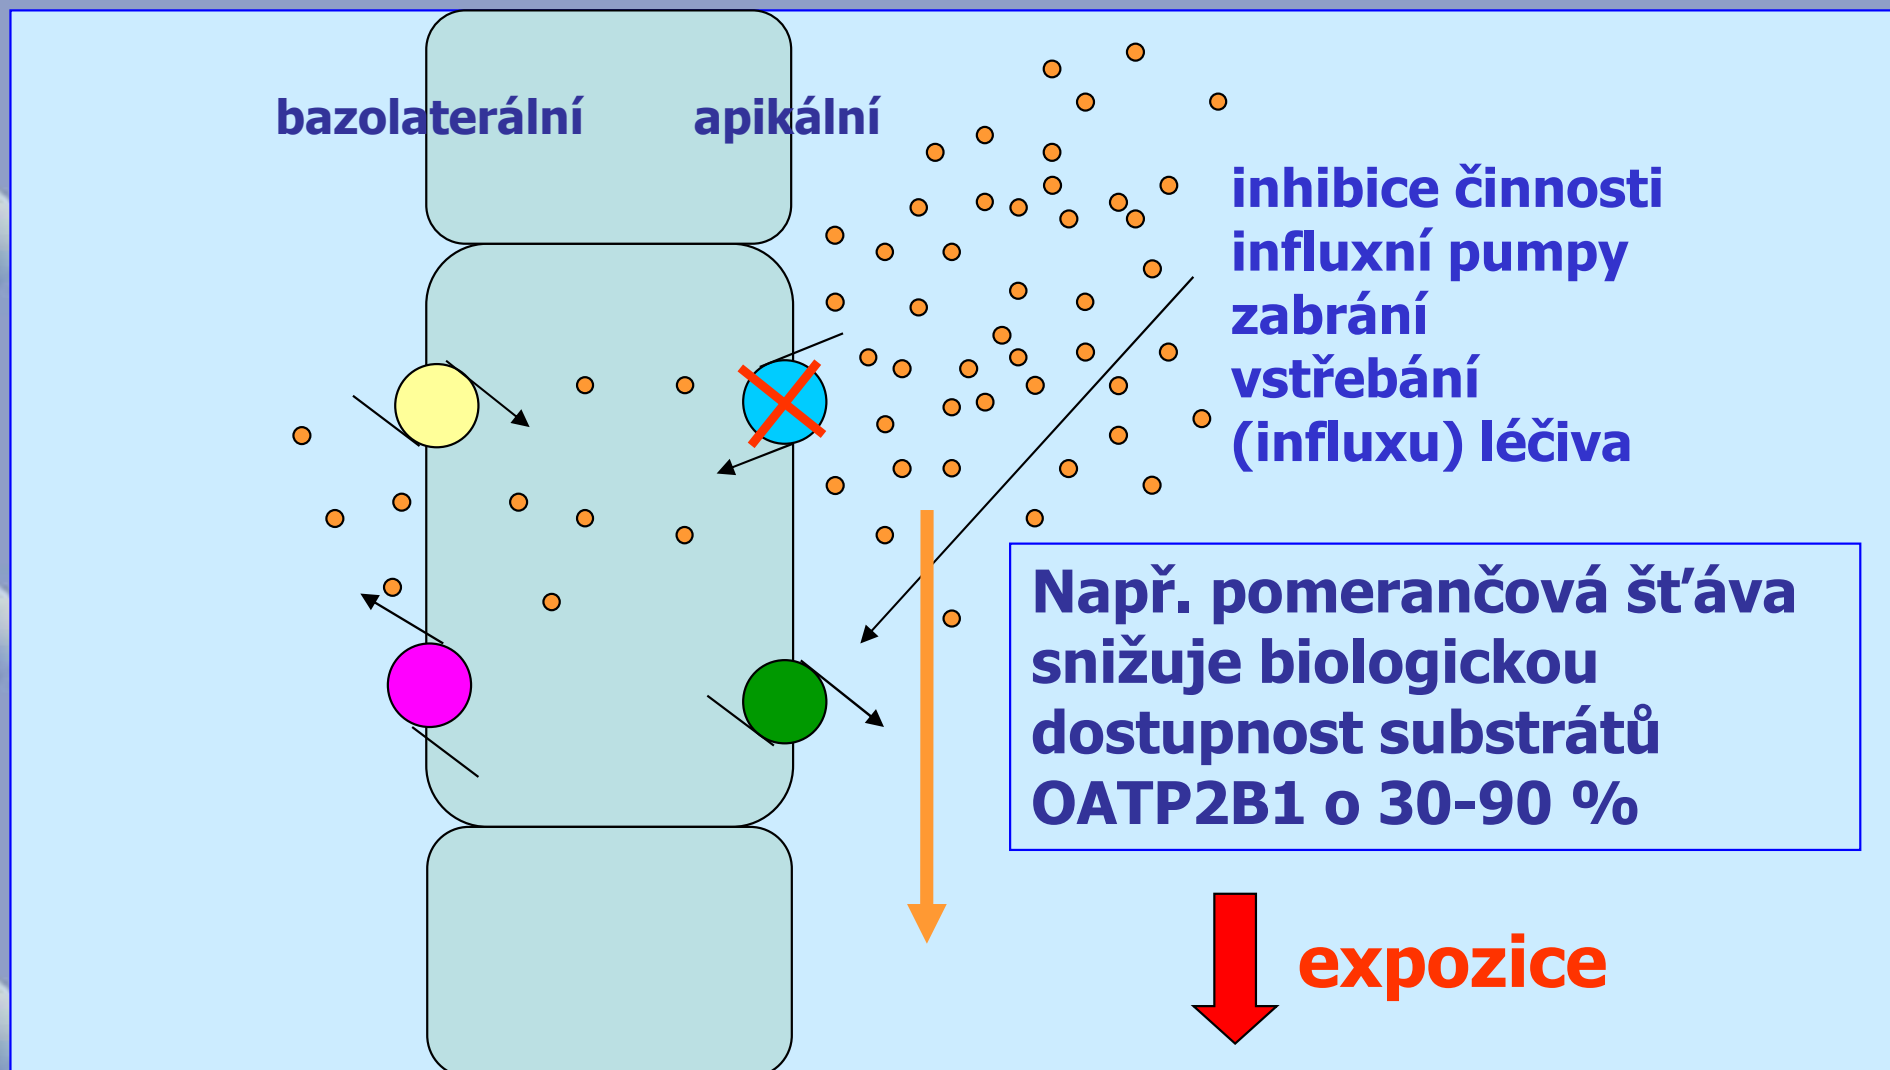 bazolaterální
apikální
inhibice činnosti
influxní pumpy
zabrání
vstřebání
(influxu) léčiva
Např. pomerančová šťáva
snižuje biologickou
dostupnost substrátů
OATP2B1 o 30-90 %
expozice